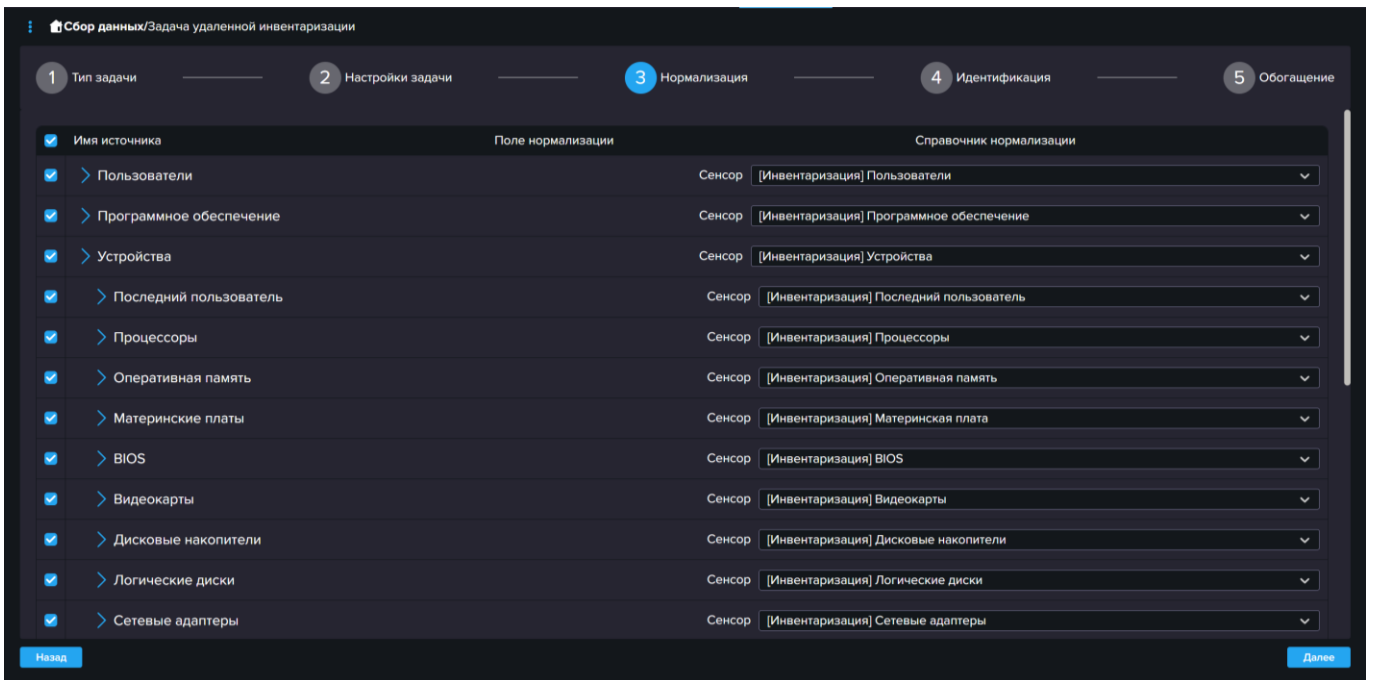 Сбор данных/Задача удаленной инвентаризации
1 Тип задачи 2 Настройки задачи 3 Нормализация 4 Идентификация 5 Обогащение
Имя источника Поле нормализации Справочник нормализации
Пользователи Сенсор [Инвентаризация] Пользователи
Программное обеспечение Сенсор [Инвентаризация] Программное обеспечение
Устройства Сенсор [Инвентаризация] Устройства
Последний пользователь Сенсор [Инвентаризация] Последний пользователь
Процессоры Сенсор [Инвентаризация] Процессоры
Оперативная память Сенсор [Инвентаризация] Оперативная память
Материнские платы Сенсор [Инвентаризация] Материнская плата
BIOS Сенсор [Инвентаризация] BIOS
Видеокарты Сенсор [Инвентаризация] Видеокарты
Дисковые накопители Сенсор [Инвентаризация] Дисковые накопители
Логические диски Сенсор [Инвентаризация] Логические диски
Сетевые адаптеры Сенсор [Инвентаризация] Сетевые адаптеры
Назад Далее